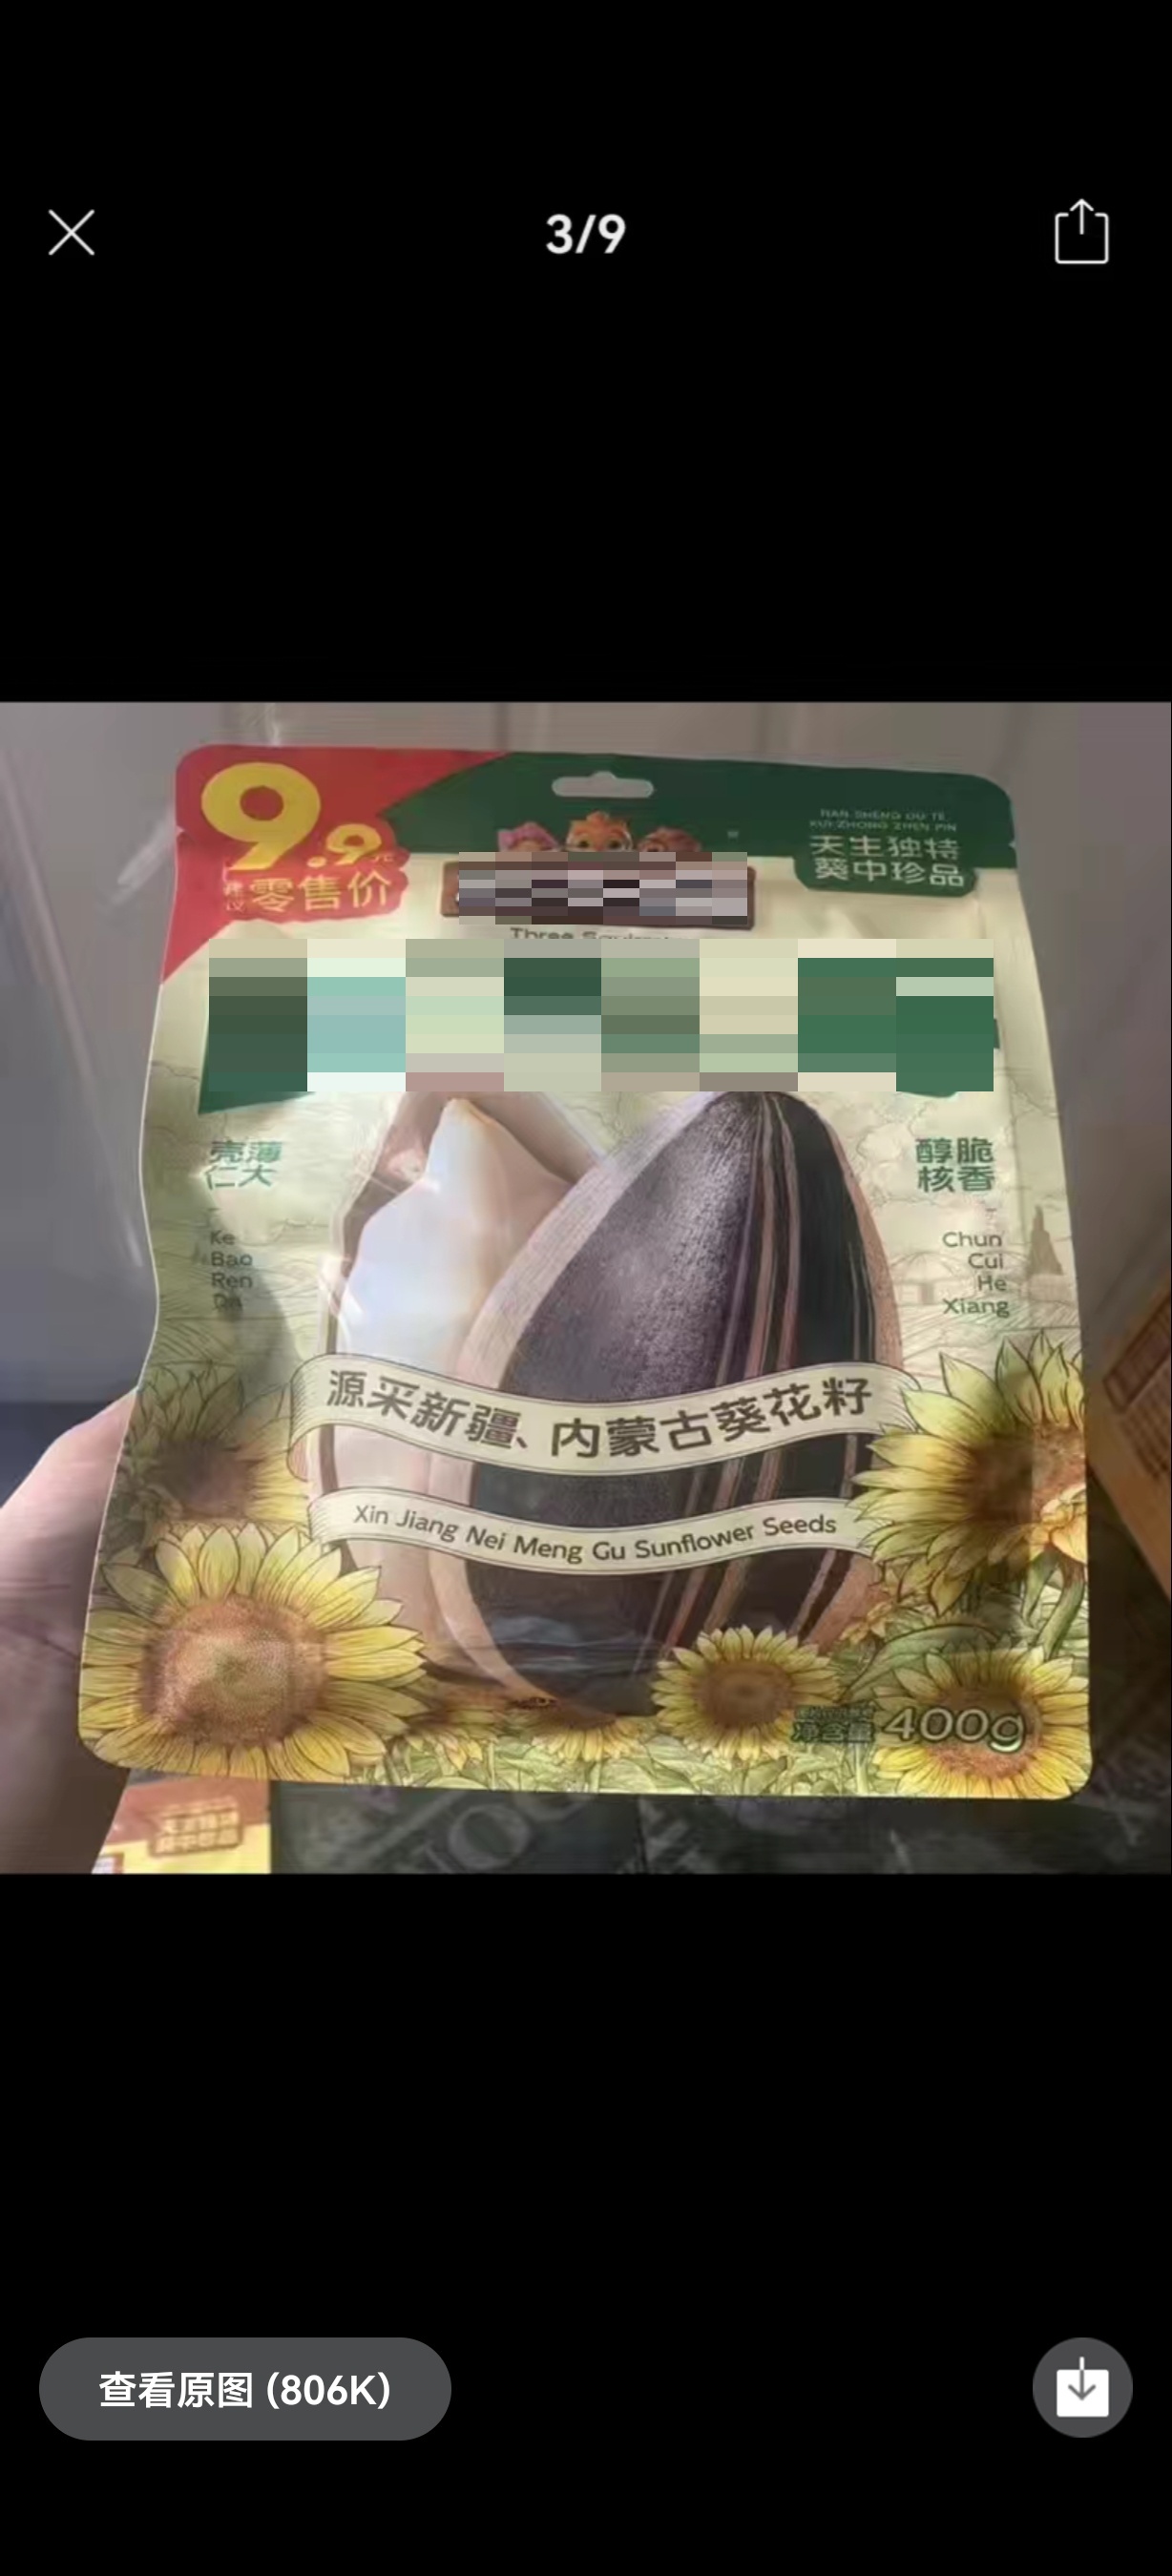 3/9
9.9元
建议零售价
TIAN SHENG DU TE
KUI ZHONG ZHEN PIN
天生独特
葵中珍品
Three
壳薄
仁大
Ke
Bao
Ren
Da
醇脆
核香
Chun
Cui
He
Xiang
源采新疆、内蒙古葵花籽
Xin Jiang Nei Meng Gu Sunflower Seeds
净含量 400g
查看原图 (806K)